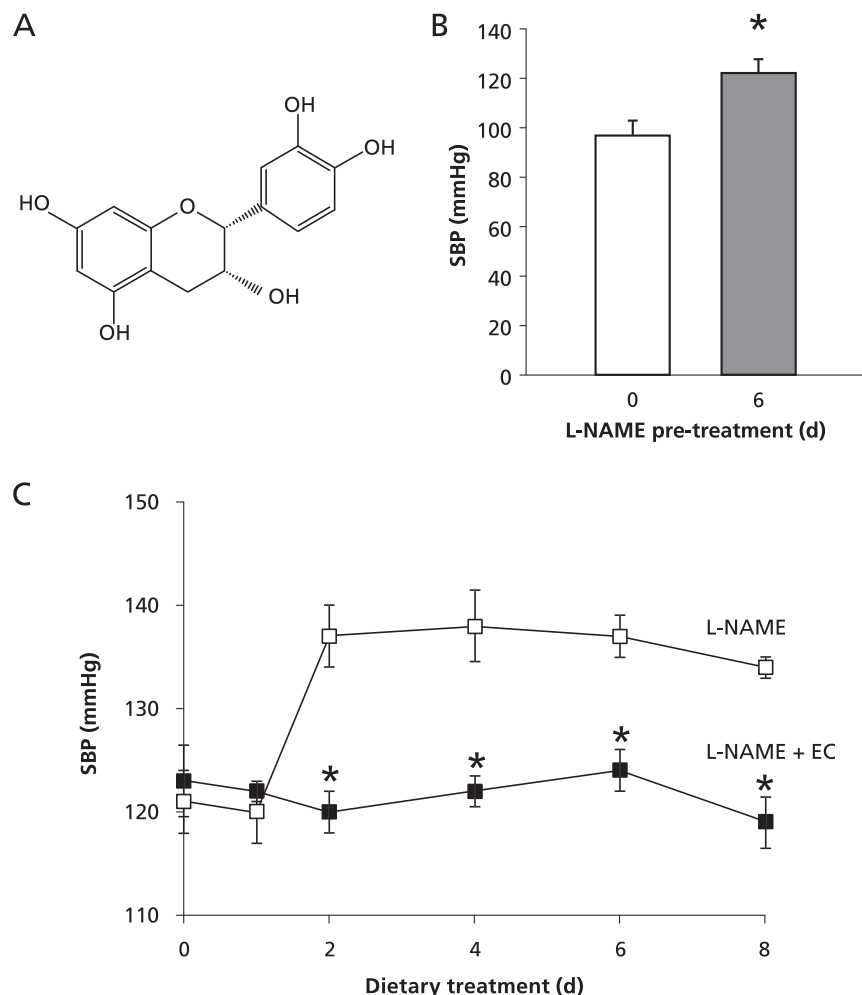 A
OH
OH
HO
O
OH
OH
B
*
140
120
100
80
60
40
20
0
SBP (mmHg)
0 6
L-NAME pre-treatment (d)
C
150
140
130
120
110
SBP (mmHg)
L-NAME
L-NAME + EC
* * * *
0 2 4 6 8
Dietary treatment (d)